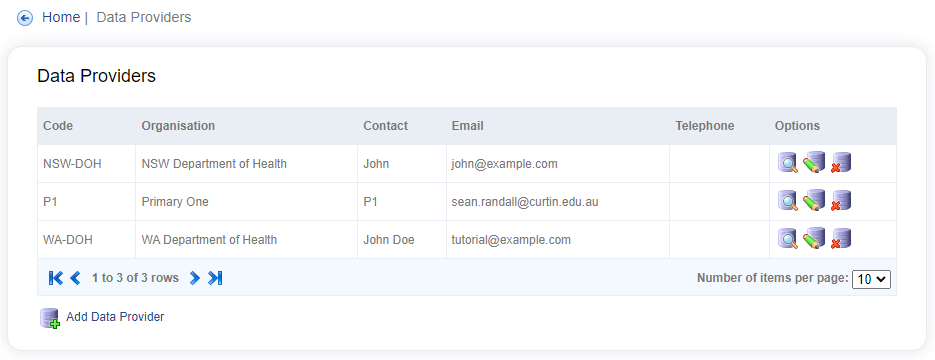 Home | Data Providers
Data Providers
Code Organisation Contact Email Telephone Options
NSW-DOH NSW Department of Health John john@example.com
P1 Primary One P1 sean.randall@curtin.edu.au
WA-DOH WA Department of Health John Doe tutorial@example.com
1 to 3 of 3 rows Number of items per page: 10
Add Data Provider